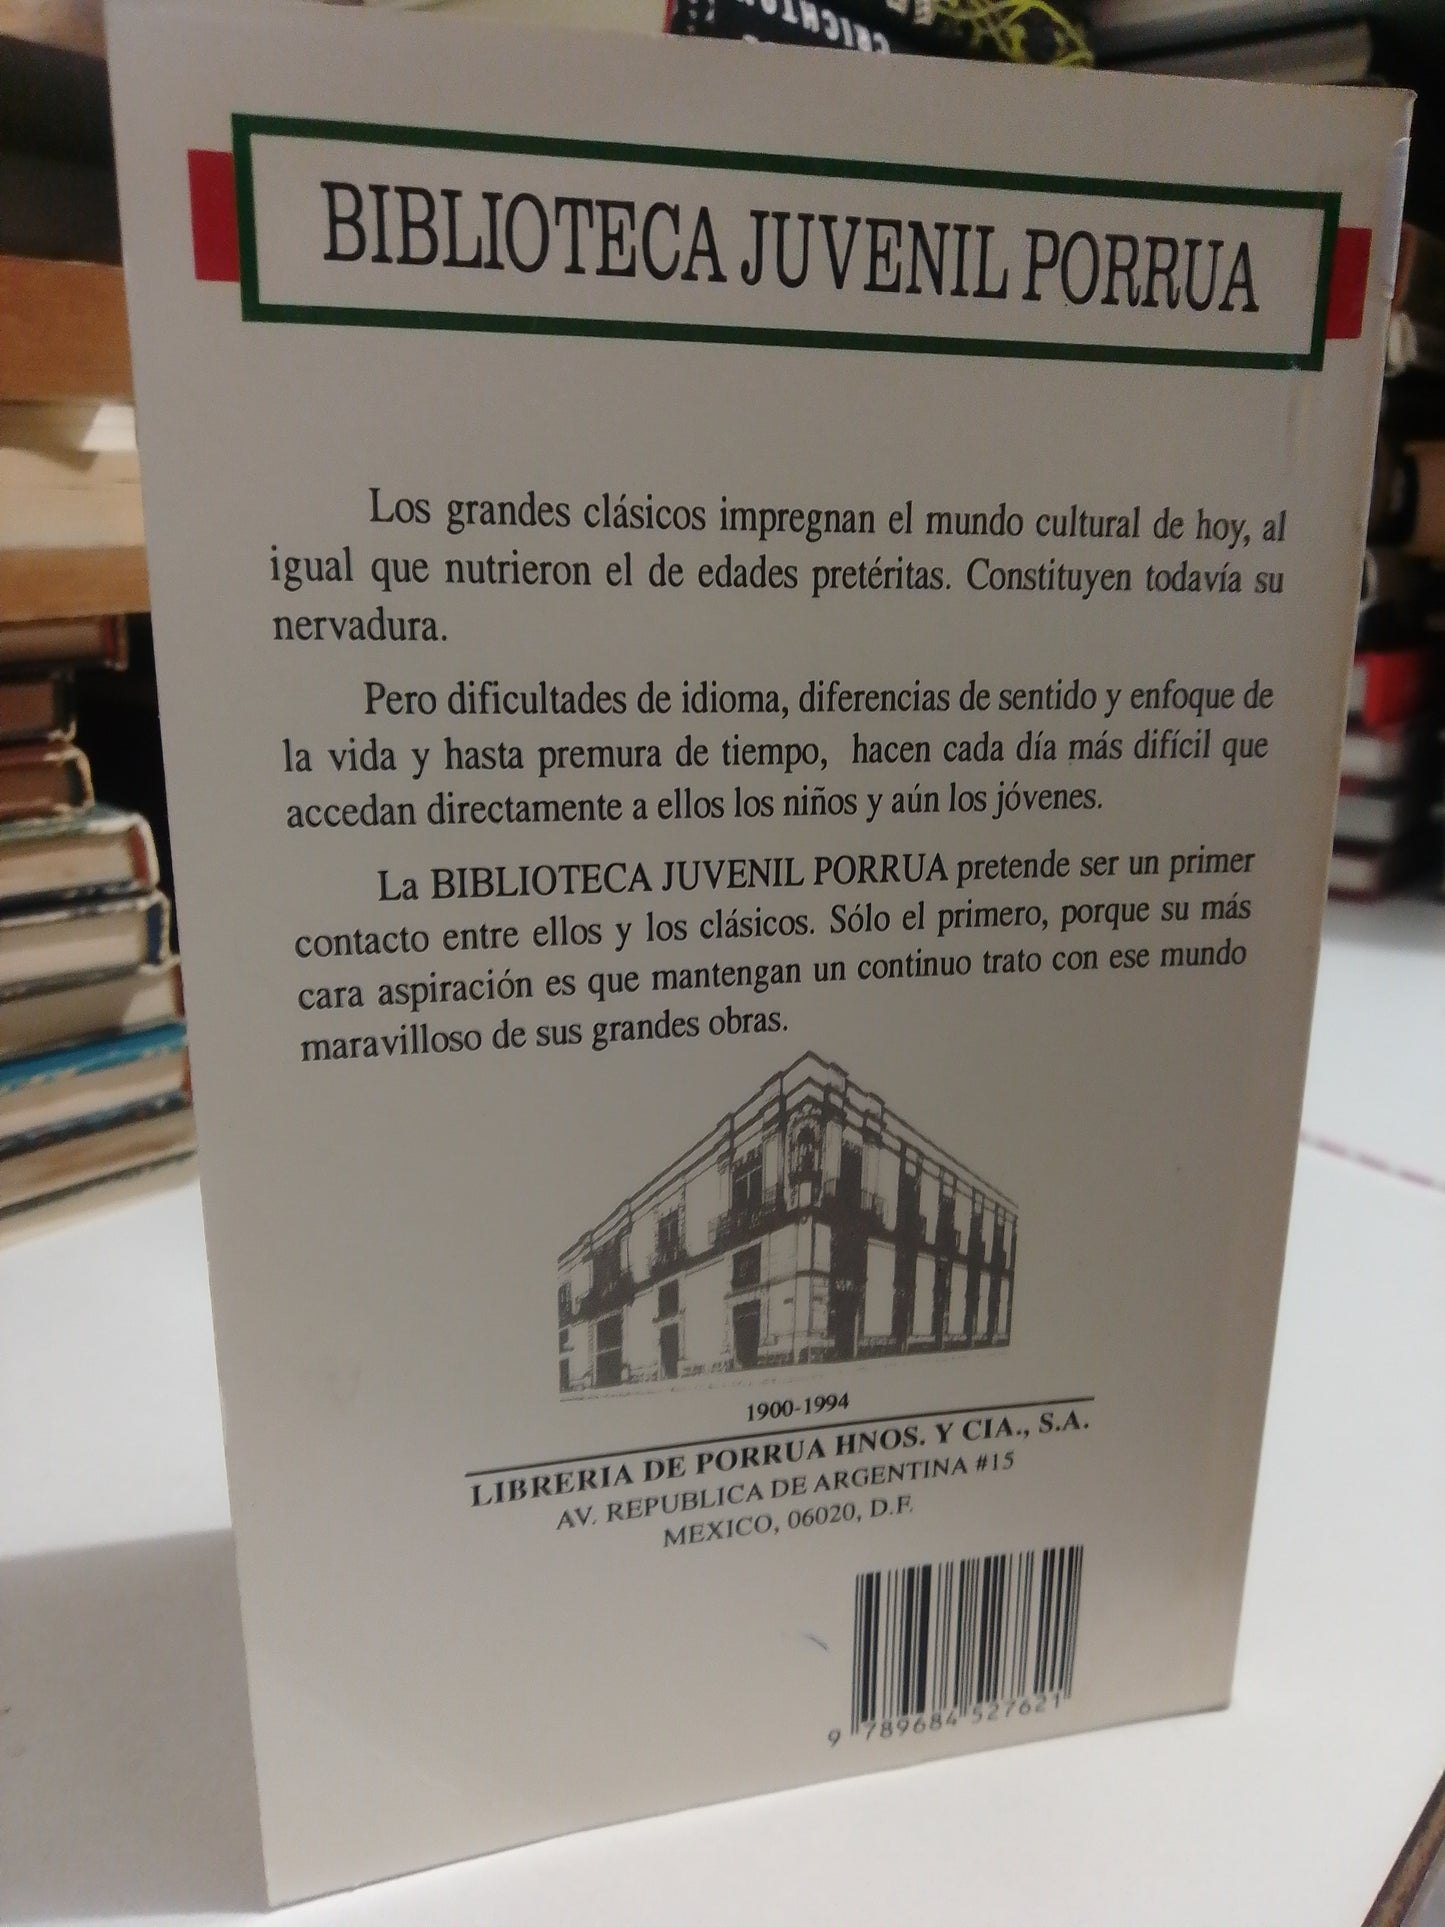 CRICHTON
BIBLIOTECA JUVENIL PORRUA
Los grandes clásicos impregnan el mundo cultural de hoy, al
igual que nutrieron el de edades pretéritas. Constituyen todavía su
nervadura.
Pero dificultades de idioma, diferencias de sentido y enfoque de
la vida y hasta premura de tiempo, hacen cada día más difícil que
accedan directamente a ellos los niños y aún los jóvenes.
La BIBLIOTECA JUVENIL PORRUA pretende ser un primer
contacto entre ellos y los clásicos. Sólo el primero, porque su más
cara aspiración es que mantengan un continuo trato con ese mundo
maravilloso de sus grandes obras.
1900-1994
LIBRERIA DE PORRUA HNOS. Y CIA., S.A.
AV. REPUBLICA DE ARGENTINA #15
MEXICO, 06020, D.F.
9 789684 527621